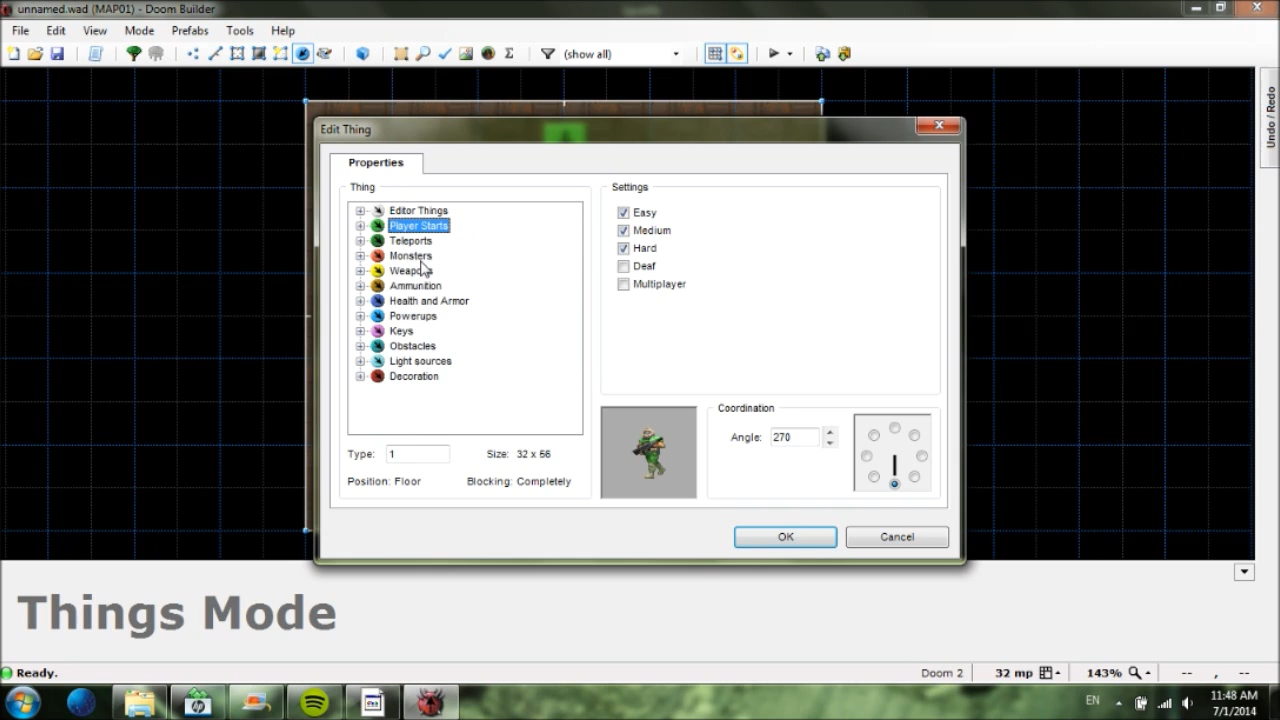 unnamed.wad (MAP01) - Doom Builder
File Edit View Mode Prefabs Tools Help
(show all)
Undo / Redo
Edit Thing
Properties
Thing
Editor Things
Player Starts
Teleports
Monsters
Weapons
Ammunition
Health and Armor
Powerups
Keys
Obstacles
Light sources
Decoration
Type: 1 Size: 32 x 56
Position: Floor Blocking: Completely
Settings
Easy
Medium
Hard
Deaf
Multiplayer
Coordination
Angle: 270
OK Cancel
Things Mode
Ready. Doom 2 32 mp 143% -- , --
EN 11:48 AM
7/1/2014